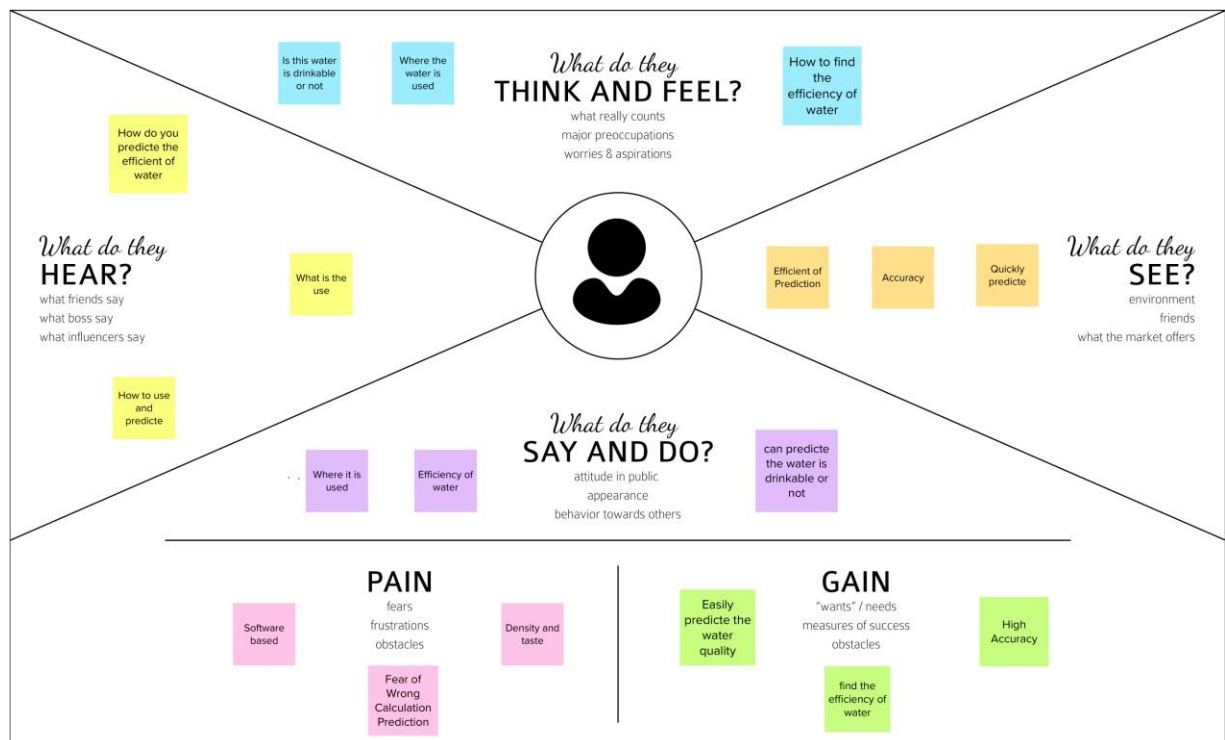 Is this water
is drinkable
or not
Where the
water is
used
What do they
THINK AND FEEL?
what really counts
major preoccupations
worries & aspirations
How to find
the
efficiency of
water
How do you
predicte the
efficient of
water
What do they
HEAR?
what friends say
what boss say
what influencers say
What is the
use
How to use
and
predicte
Efficient of
Prediction
Accuracy
Quickly
predicte
What do they
SEE?
environment
friends
what the market offers
What do they
SAY AND DO?
attitude in public
appearance
behavior towards others
Where it is
used
Efficiency of
water
can predicte
the water is
drinkable or
not
PAIN
fears
frustrations
obstacles
Software
based
Density and
taste
Fear of
Wrong
Calculation
Prediction
GAIN
"wants" / needs
measures of success
obstacles
Easily
predicte the
water
quality
High
Accuracy
find the
efficiency of
water